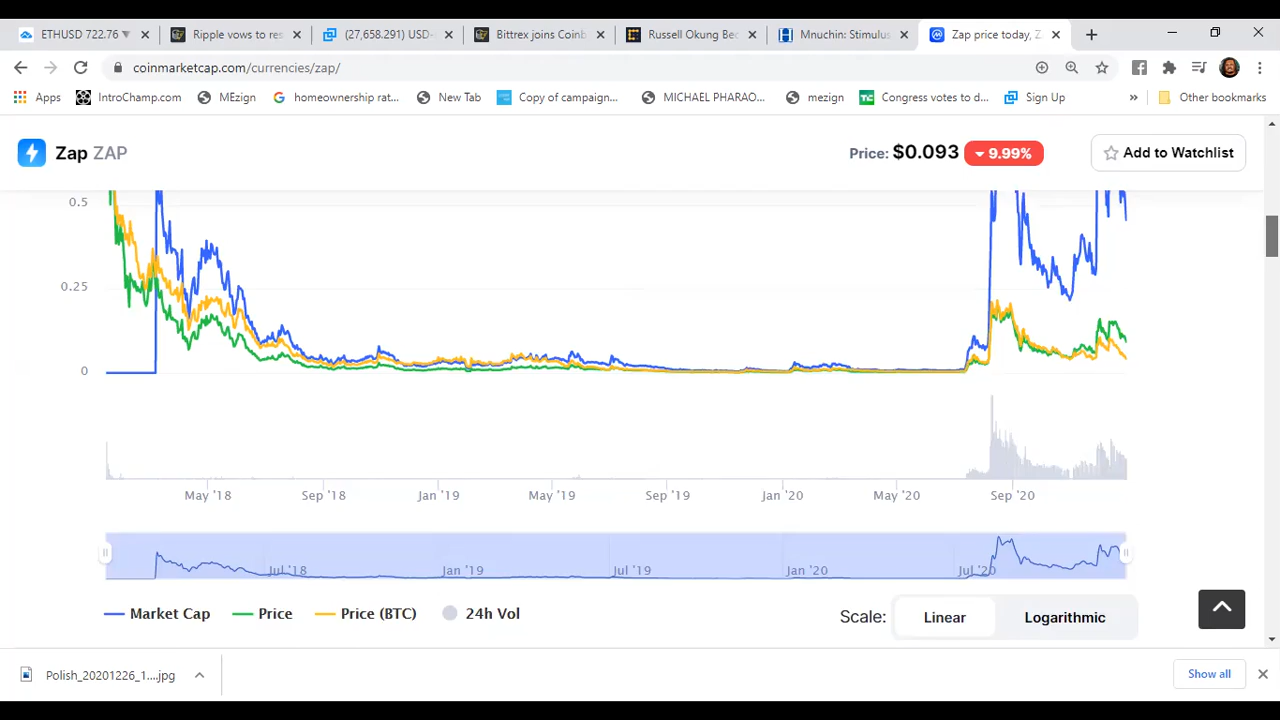 ETHUSD 722.76
Ripple vows to res
(27,658.291) USD-
Bittrex joins Coinb
Russell Okung Bec
Mnuchin: Stimulus
Zap price today, Z
coinmarketcap.com/currencies/zap/
Apps
IntroChamp.com
MEzign
homeownership rat...
New Tab
Copy of campaign...
MICHAEL PHARAO...
mezign
Congress votes to d...
Sign Up
»
Other bookmarks
Zap ZAP
Price: $0.093
9.99%
Add to Watchlist
0.5
0.25
0
May '18
Sep '18
Jan '19
May '19
Sep '19
Jan '20
May '20
Sep '20
Jul '18
Jan '19
Jul '19
Jan '20
Jul '20
Market Cap
Price
Price (BTC)
24h Vol
Scale:
Linear
Logarithmic
Polish_20201226_1....jpg
Show all